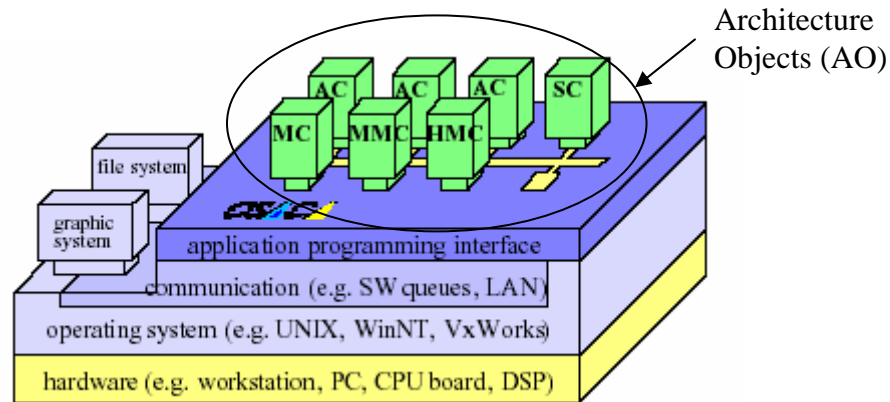 Architecture
Objects (AO)
AC AC AC SC
MC MMC HMC
file system
graphic
system
application programming interface
communication (e.g. SW queues, LAN)
operating system (e.g. UNIX, WinNT, VxWorks)
hardware (e.g. workstation, PC, CPU board, DSP)